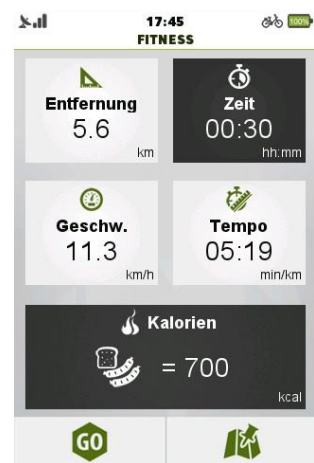 17:45
100%
FITNESS
Entfernung
5.6
km
Zeit
00:30
hh:mm
Geschw.
11.3
km/h
Tempo
05:19
min/km
Kalorien
= 700
kcal
GO